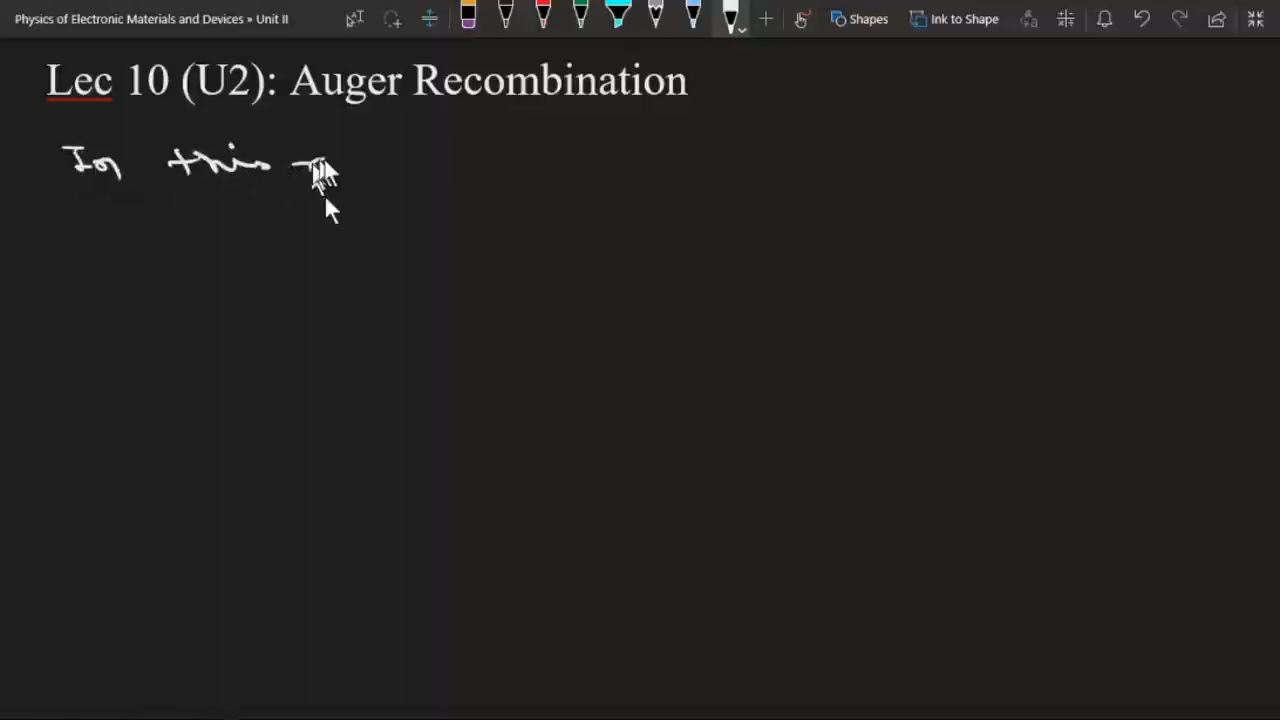 Physics of Electronic Materials and Devices » Unit II
Shapes
Ink to Shape
Lec 10 (U2): Auger Recombination
In this